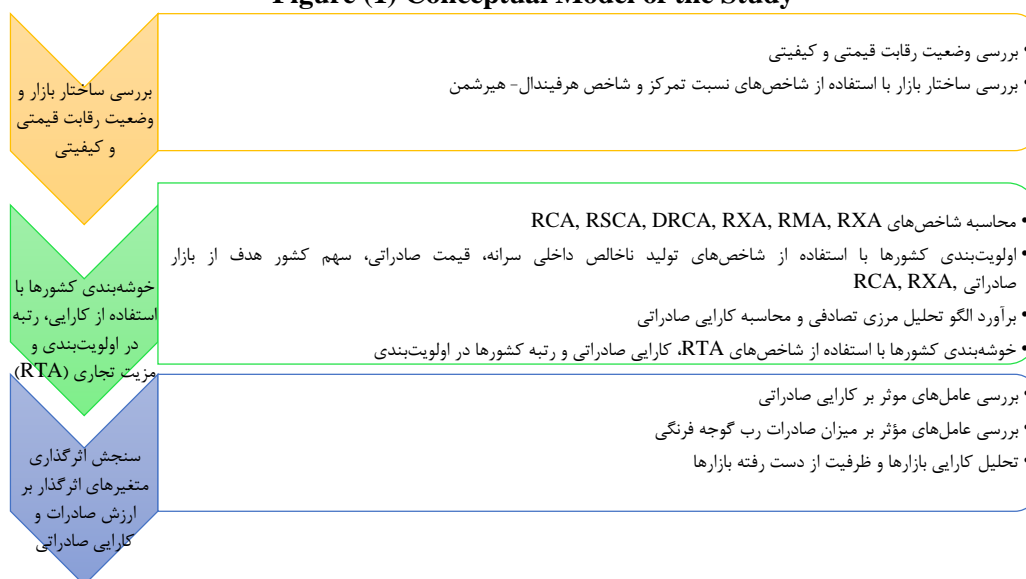 Figure (1) Conceptual Model of the Study
بررسی ساختار بازار و
وضعیت رقابت قیمتی
و کیفیتی
• بررسی وضعیت رقابت قیمتی و کیفیتی
• بررسی ساختار بازار با استفاده از شاخص‌های نسبت تمرکز و شاخص هرفیندال- هیرشمن
خوشه‌بندی کشورها با
استفاده از کارایی، رتبه
در اولویت‌بندی و
مزیت تجاری (RTA)
• محاسبه شاخص‌های RCA, RSCA, DRCA, RXA, RMA, RXA
• اولویت‌بندی کشورها با استفاده از شاخص‌های تولید ناخالص داخلی سرانه، قیمت صادراتی، سهم کشور هدف از بازار
صادراتی RCA, RXA,
• برآورد الگو تحلیل مرزی تصادفی و محاسبه کارایی صادراتی
• خوشه‌بندی کشورها با استفاده از شاخص‌های RTA، کارایی صادراتی و رتبه کشورها در اولویت‌بندی
سنجش اثرگذاری
متغیرهای اثرگذار بر
ارزش صادرات و
کارایی صادراتی
• بررسی عامل‌های موثر بر کارایی صادراتی
• بررسی عامل‌های مؤثر بر میزان صادرات رب گوجه فرنگی
• تحلیل کارایی بازارها و ظرفیت از دست رفته بازارها